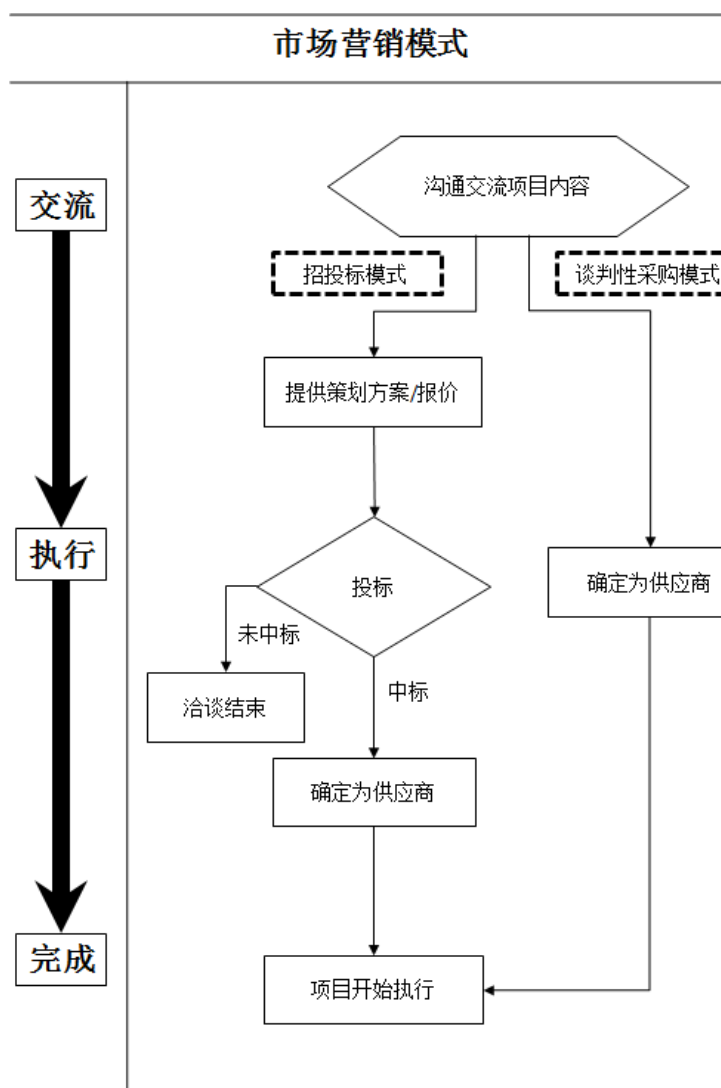 市场营销模式
交流
沟通交流项目内容
招投标模式
谈判性采购模式
提供策划方案/报价
执行
投标
确定为供应商
未中标
洽谈结束
中标
确定为供应商
完成
项目开始执行